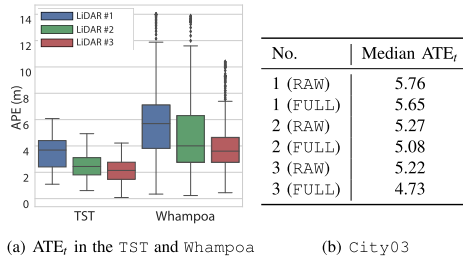 14
12
10
8
6
4
2
0
APE (m)
LiDAR #1
LiDAR #2
LiDAR #3
TST
Whampoa
(a) ATEt in the TST and Whampoa
No. Median ATEt
1 (RAW) 5.76
1 (FULL) 5.65
2 (RAW) 5.27
2 (FULL) 5.08
3 (RAW) 5.22
3 (FULL) 4.73
(b) City03